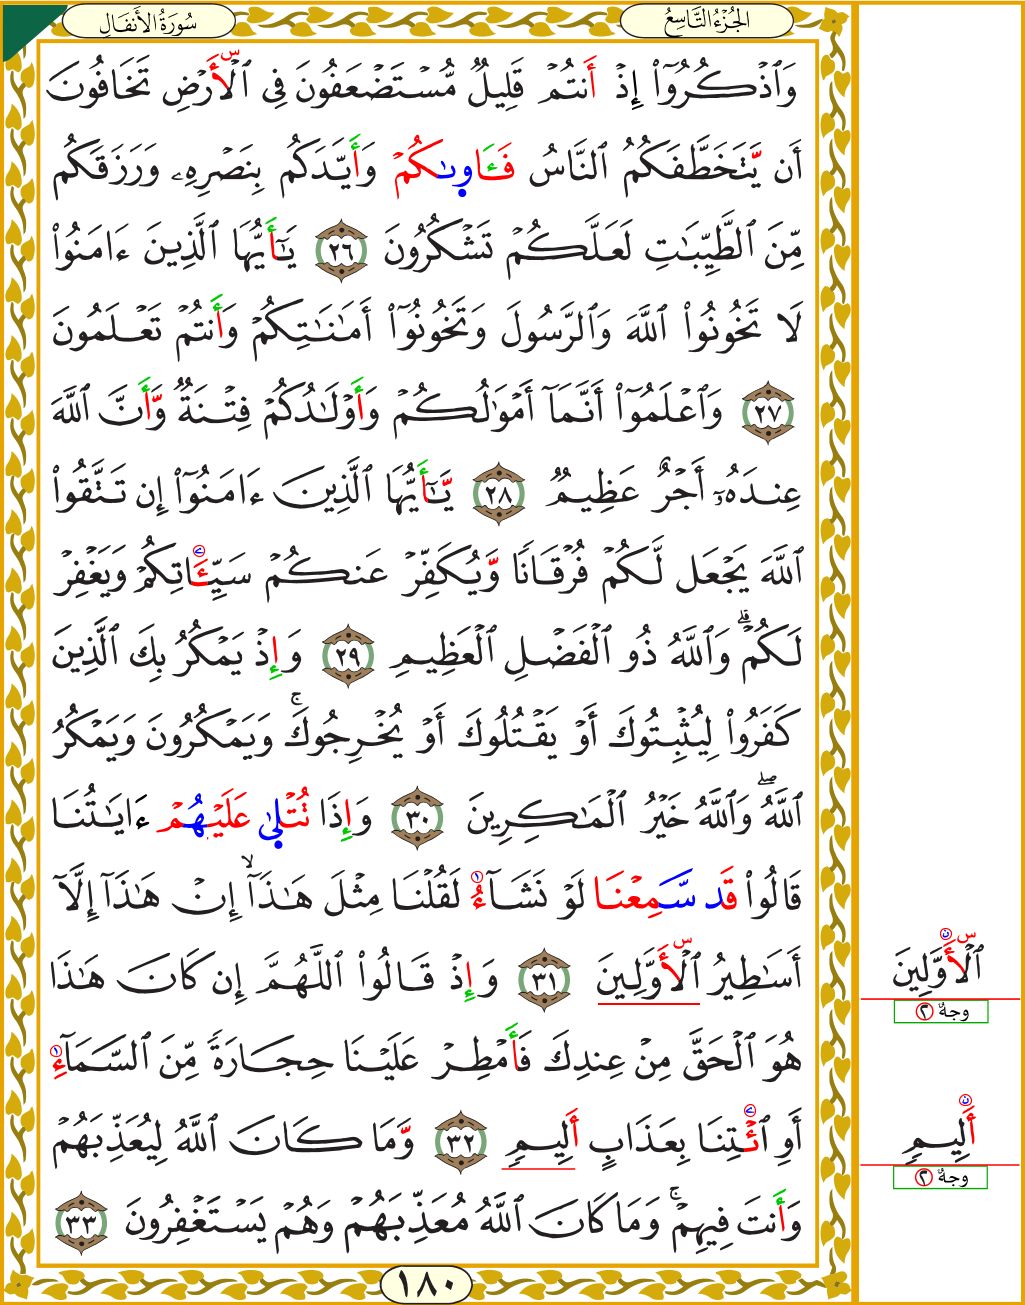 الجُزْءُ التَّاسِعُ
سُورَةُ الأَنفَالِ
وَٱذۡكُرُوٓاْ إِذۡ أَنتُمۡ قَلِيلٞ مُّسۡتَضۡعَفُونَ فِي ٱلۡأَرۡضِ تَخَافُونَ
أَن يَتَخَطَّفَكُمُ ٱلنَّاسُ فَـَٔاوىٰكُمۡ وَأَيَّدَكُم بِنَصۡرِهِۦ وَرَزَقَكُم
مِّنَ ٱلطَّيِّبَٰتِ لَعَلَّكُمۡ تَشۡكُرُونَ ٢٦ يَٰٓأَيُّهَا ٱلَّذِينَ ءَامَنُواْ
لَا تَخُونُواْ ٱللَّهَ وَٱلرَّسُولَ وَتَخُونُوٓاْ أَمَٰنَٰتِكُمۡ وَأَنتُمۡ تَعۡلَمُونَ
٢٧ وَٱعۡلَمُوٓاْ أَنَّمَآ أَمۡوَٰلُكُمۡ وَأَوۡلَٰدُكُمۡ فِتۡنَةٞ وَّأَنَّ ٱللَّهَ
عِندَهُۥٓ أَجۡرٌ عَظِيمٞ ٢٨ يَّٰٓأَيُّهَا ٱلَّذِينَ ءَامَنُوٓاْ إِن تَتَّقُواْ
ٱللَّهَ يَجۡعَل لَّكُمۡ فُرۡقَانٗا وَّيُكَفِّرۡ عَنكُمۡ سَيِّـَٔاتِكُمۡ وَيَغۡفِرۡ
لَكُمۡۗ وَٱللَّهُ ذُو ٱلۡفَضۡلِ ٱلۡعَظِيمِ ٢٩ وَإِذۡ يَمۡكُرُ بِكَ ٱلَّذِينَ
كَفَرُواْ لِيُثۡبِتُوكَ أَوۡ يَقۡتُلُوكَ أَوۡ يُخۡرِجُوكَۚ وَيَمۡكُرُونَ وَيَمۡكُرُ
ٱللَّهُۖ وَٱللَّهُ خَيۡرُ ٱلۡمَٰكِرِينَ ٣٠ وَإِذَا تُتۡلىٰ عَلَيۡهُمۡ ءَايَٰتُنَا
قَالُواْ قَد سَّمِعۡنَا لَوۡ نَشَآءُ لَقُلۡنَا مِثۡلَ هَٰذَآۙ إِنۡ هَٰذَآ إِلَّآ
أَسَٰطِيرُ ٱلۡأَوَّلِينَ ٣١ وَإِذۡ قَالُواْ ٱللَّهُمَّ إِن كَانَ هَٰذَا
هُوَ ٱلۡحَقَّ مِنۡ عِندِكَ فَأَمۡطِرۡ عَلَيۡنَا حِجَارَةٗ مِّنَ ٱلسَّمَآءِ
أَوِ ٱئۡتِنَا بِعَذَابٍ أَلِيمٖ ٣٢ وَّمَا كَانَ ٱللَّهُ لِيُعَذِّبَهُمۡ
وَأَنتَ فِيهِمۡۚ وَمَا كَانَ ٱللَّهُ مُعَذِّبَهُمۡ وَهُمۡ يَسۡتَغۡفِرُونَ ٣٣
١٨٠
ٱلۡأَوَّلِينَ
٢ وجهٌ
أَلِيمٖ
٢ وجهٌ